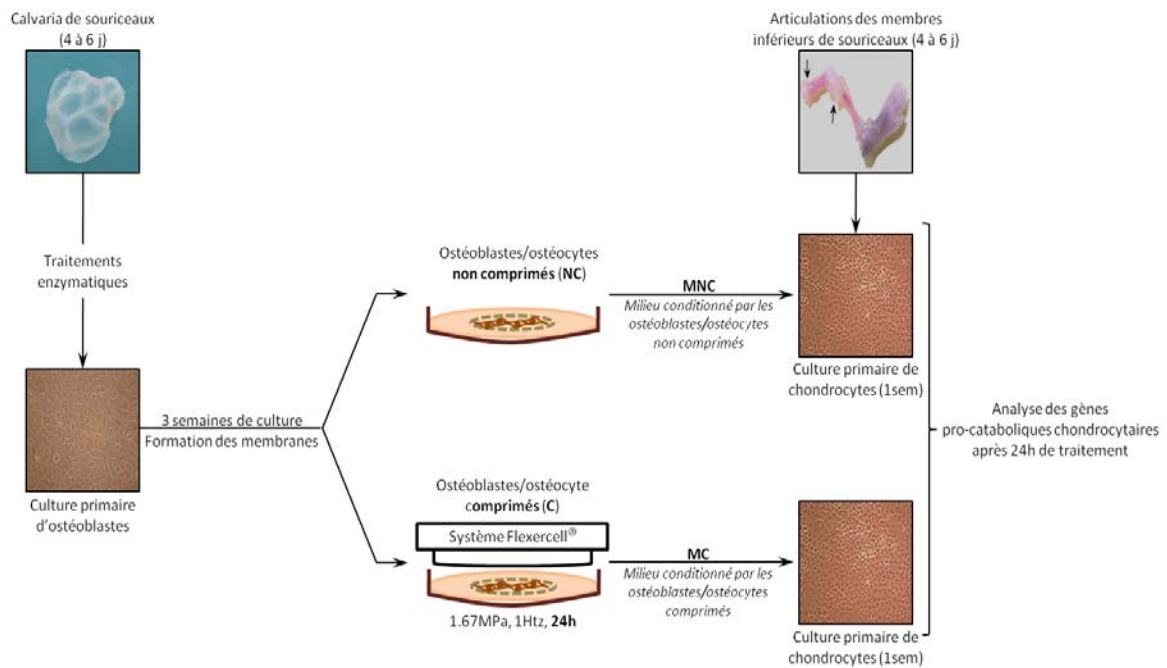 Calvaria de souriceaux
(4 à 6 j)
Articulations des membres
inférieurs de souriceaux (4 à 6 j)
Traitements
enzymatiques
Ostéoblastes/ostéocytes
non comprimés (NC)
MNC
Milieu conditionné par les
ostéoblastes/ostéocytes
non comprimés
Culture primaire de
chondrocytes (1sem)
3 semaines de culture
Formation des membranes
Analyse des gènes
pro-cataboliques chondrocytaires
après 24h de traitement
Culture primaire
d'ostéoblastes
Ostéoblastes/ostéocyte
comprimés (C)
Système Flexercell®
MC
Milieu conditionné par les
ostéoblastes/ostéocytes
comprimés
1.67MPa, 1Htz, 24h
Culture primaire de
chondrocytes (1sem)